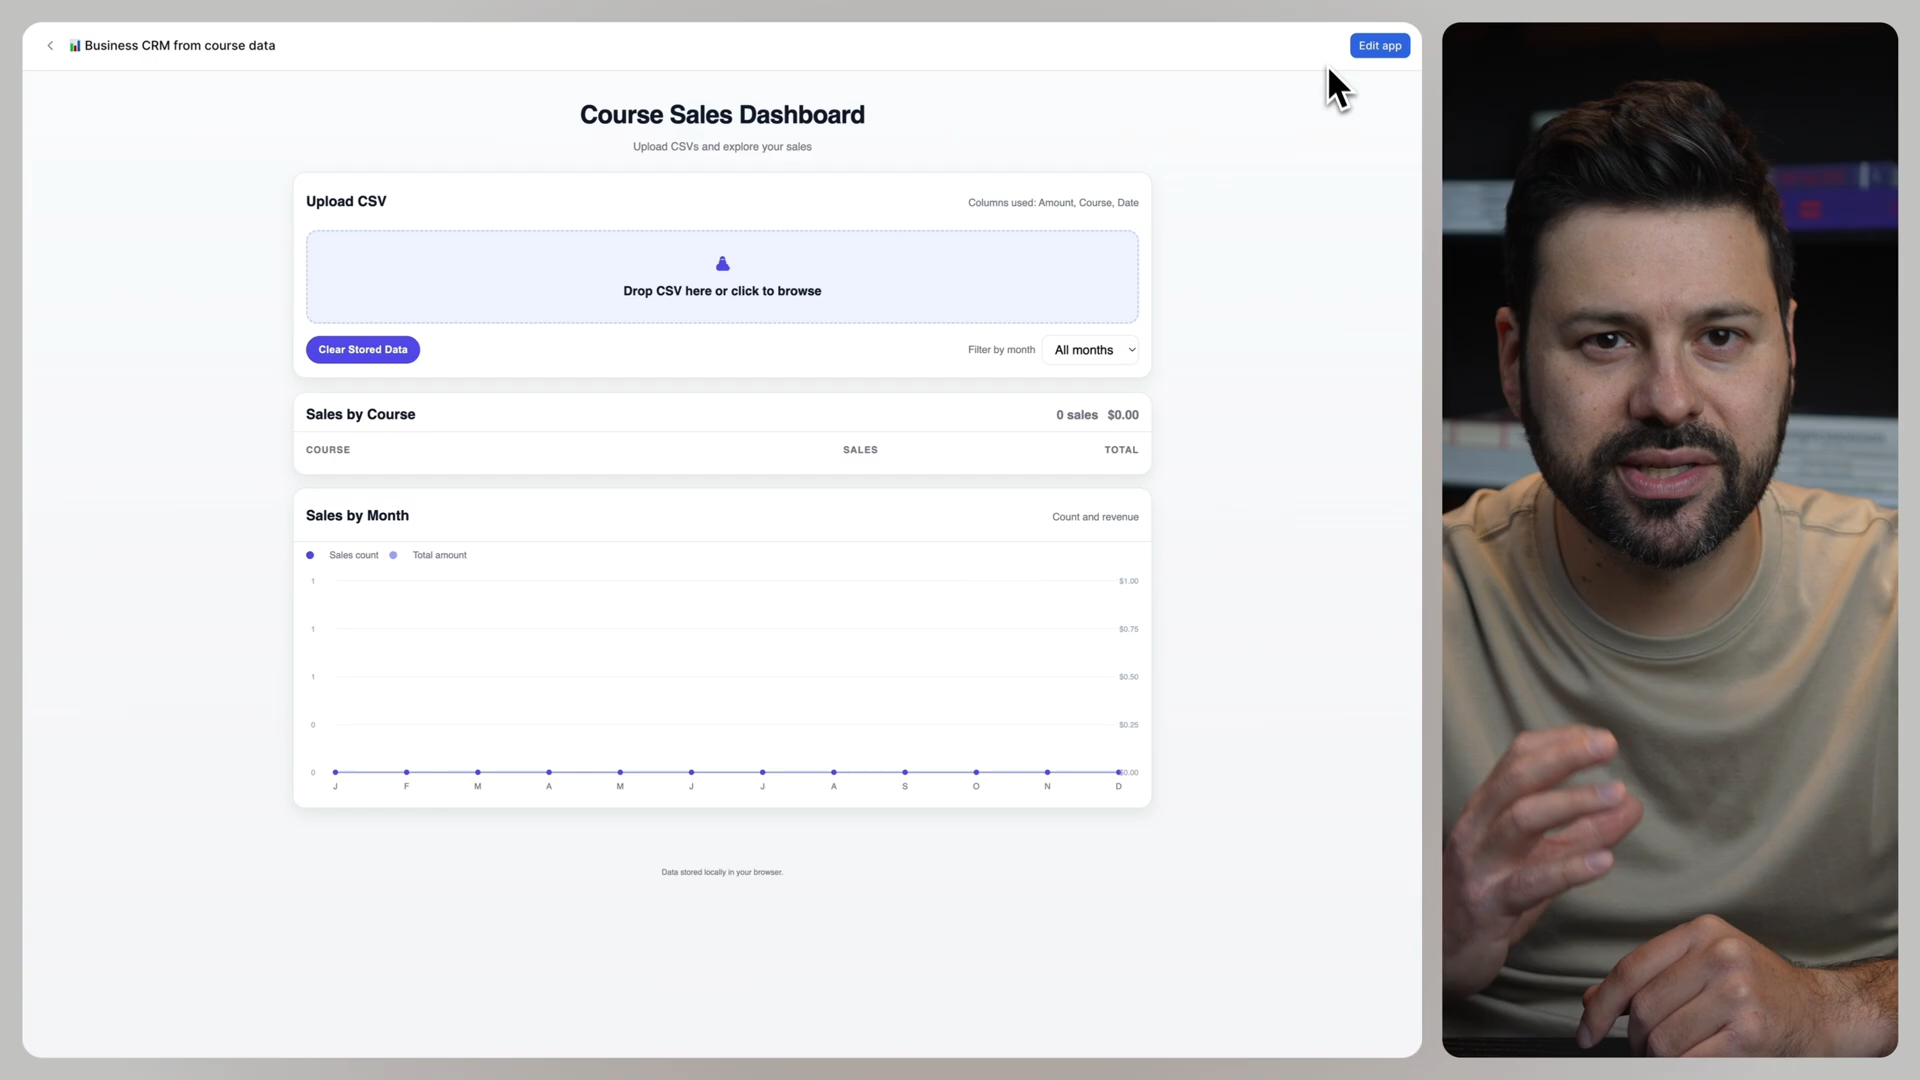 Business CRM from course data
Edit app
Course Sales Dashboard
Upload CSVs and explore your sales
Upload CSV
Columns used: Amount, Course, Date
Drop CSV here or click to browse
Clear Stored Data
Filter by month
All months
Sales by Course
0 sales $0.00
COURSE SALES TOTAL
Sales by Month
Count and revenue
Sales count
Total amount
1 $1.00
1 $0.75
1 $0.50
0 $0.25
0 $0.00
J F M A M J J A S O N D
Data stored locally in your browser.